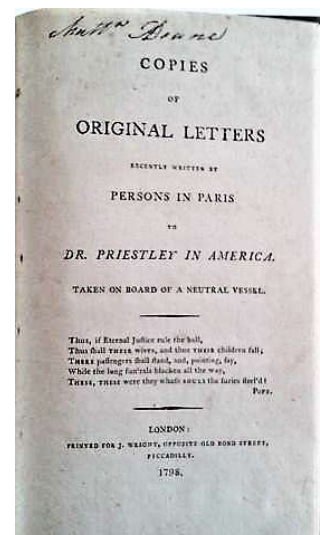 Deane
COPIES
OF
ORIGINAL LETTERS
RECENTLY WRITTEN BY
PERSONS IN PARIS
TO
DR. PRIESTLEY IN AMERICA.
TAKEN ON BOARD OF A NEUTRAL VESSEL.
Thus, if Eternal Juſtice rule the ball,
Thus ſhall THEIR wives, and thus THEIR children fall;
THERE paſſengers ſhall ſtand, and, pointing, ſay,
While the long fun'rals blacken all the way,
THESE, THESE were they whoſe SOULS the furies ſteel'd!
POPE.
LONDON:
PRINTED FOR J. WRIGHT, OPPOSITE OLD BOND STREET,
PICCADILLY.
1798.